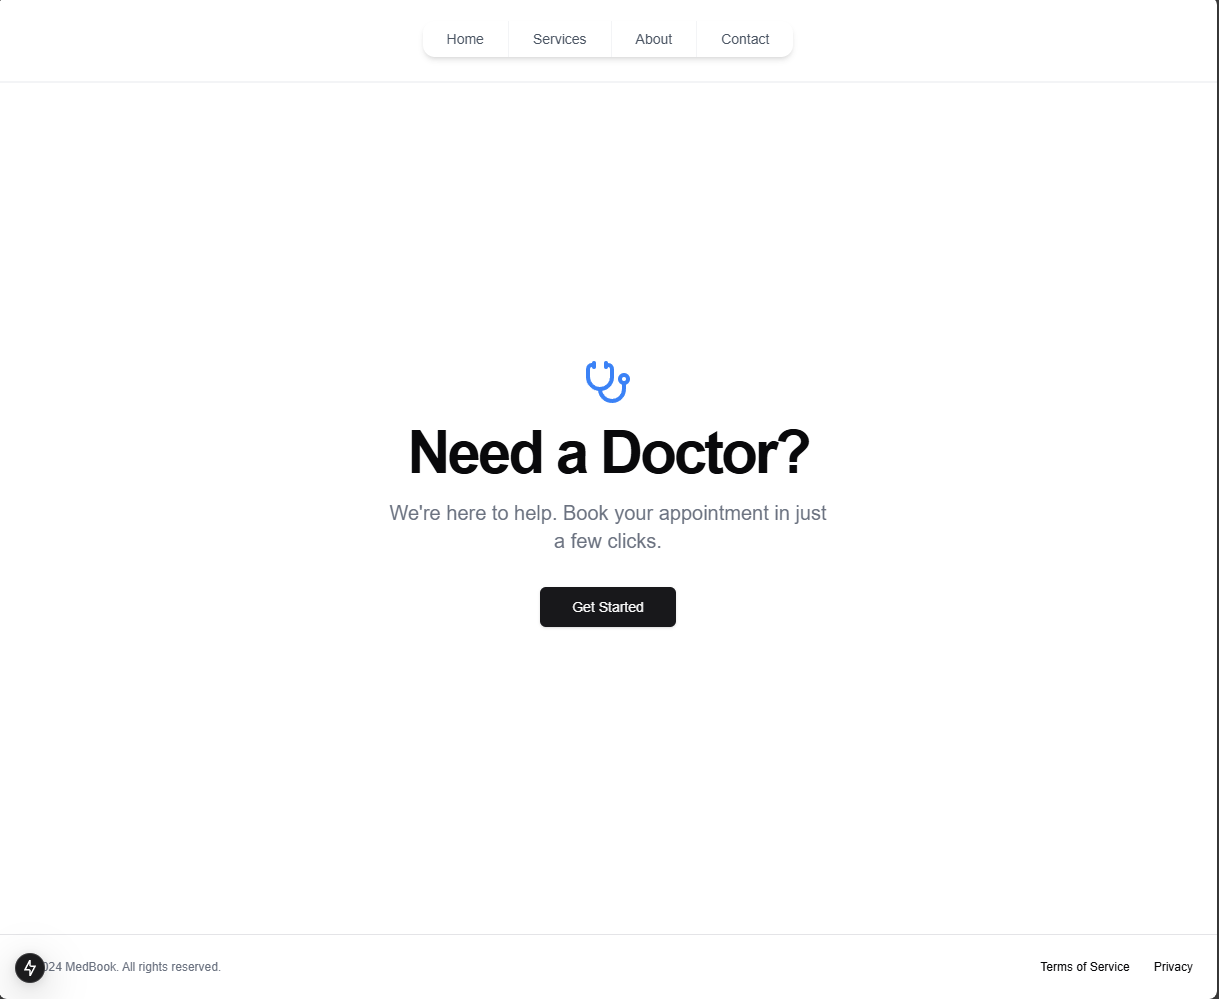 Home
Services
About
Contact
Need a Doctor?
We're here to help. Book your appointment in just
a few clicks.
Get Started
024 MedBook. All rights reserved.
Terms of Service
Privacy